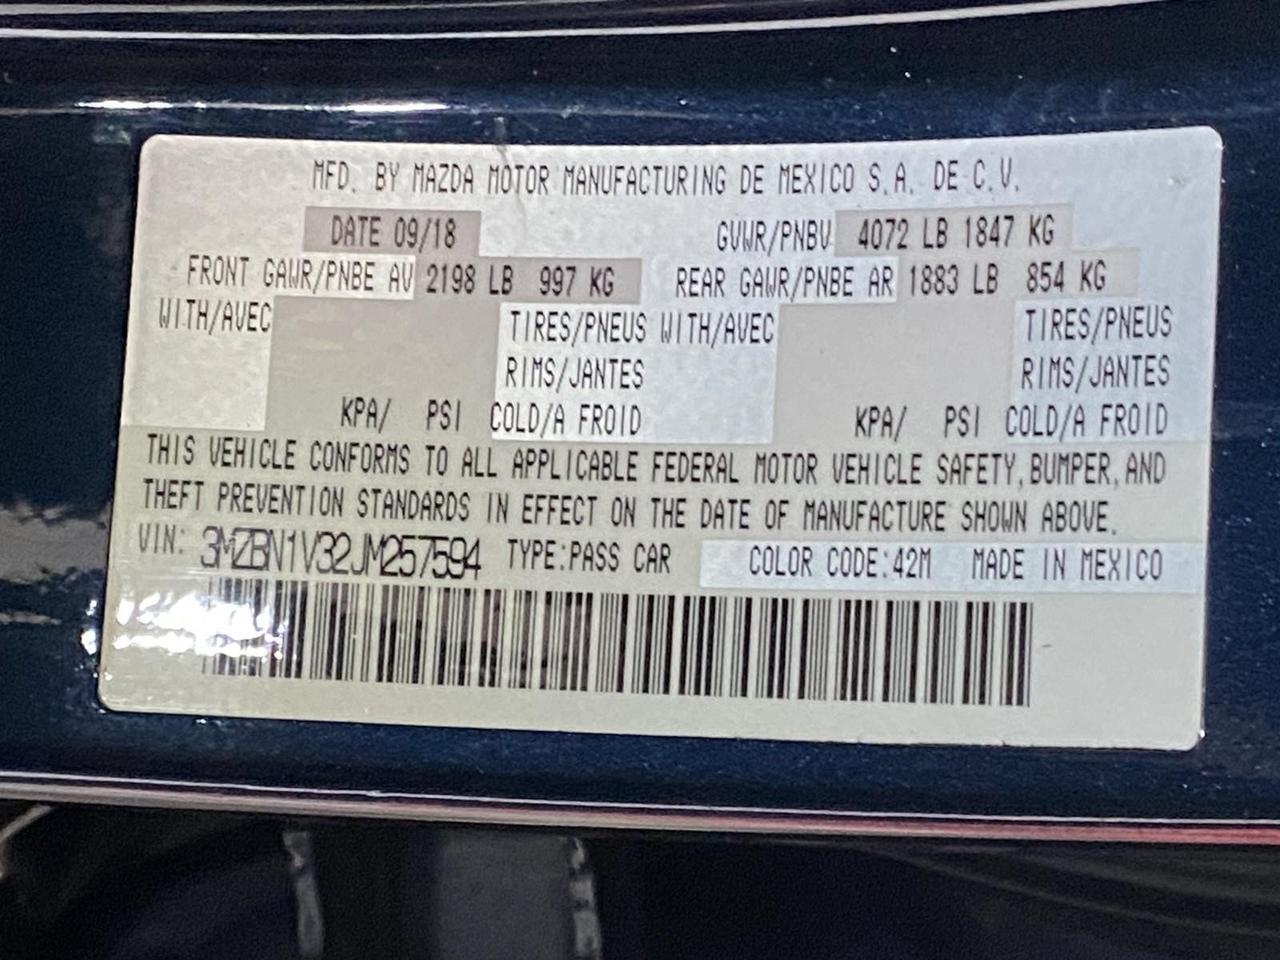 MFD. BY MAZDA MOTOR MANUFACTURING DE MEXICO S.A. DE C.V.
DATE 09/18 GVWR/PNBV 4072 LB 1847 KG
FRONT GAWR/PNBE AV 2198 LB 997 KG REAR GAWR/PNBE AR 1883 LB 854 KG
WITH/AVEC TIRES/PNEUS WITH/AVEC TIRES/PNEUS
RIMS/JANTES RIMS/JANTES
KPA/ PSI COLD/A FROID KPA/ PSI COLD/A FROID
THIS VEHICLE CONFORMS TO ALL APPLICABLE FEDERAL MOTOR VEHICLE SAFETY, BUMPER, AND
THEFT PREVENTION STANDARDS IN EFFECT ON THE DATE OF MANUFACTURE SHOWN ABOVE.
VIN: 3MZBN1V32JM257594 TYPE:PASS CAR COLOR CODE:42M MADE IN MEXICO